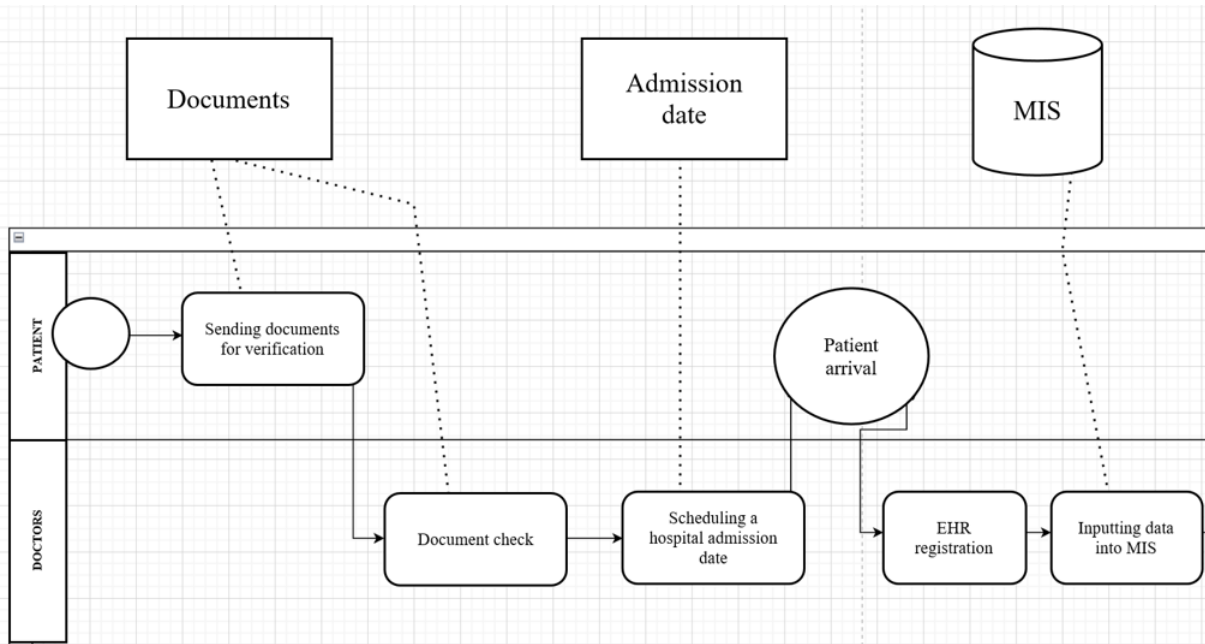 Documents
Admission
date
MIS
PATIENT
Sending documents
for verification
Patient
arrival
DOCTORS
Document check
Scheduling a
hospital admission
date
EHR
registration
Inputting data
into MIS